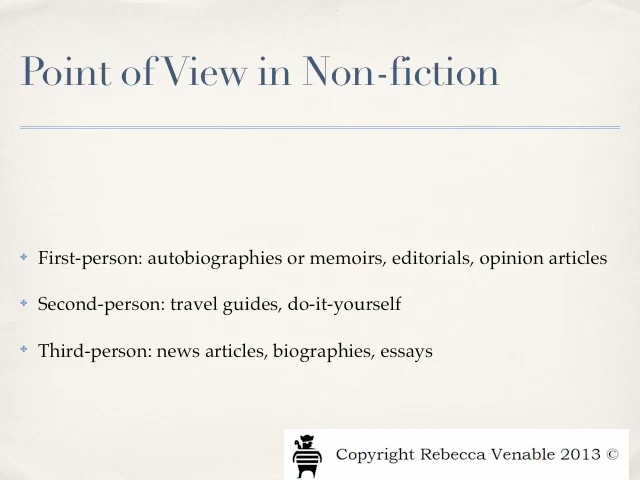 Point of View in Non-fiction
First-person: autobiographies or memoirs, editorials, opinion articles
Second-person: travel guides, do-it-yourself
Third-person: news articles, biographies, essays
Copyright Rebecca Venable 2013 ©